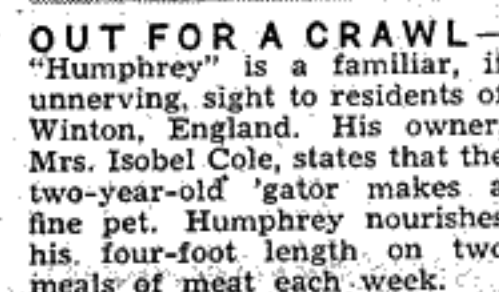 OUT FOR A CRAWL—
"Humphrey" is a familiar, i
unnerving, sight to residents of
Winton, England. His owner
Mrs. Isobel Cole, states that the
two-year-old 'gator makes a
fine pet. Humphrey nourishes
his four-foot length on two
meals of meat each week.